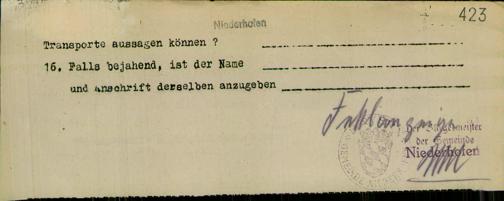 Niederhofen
423
Transporte aussagen können ?
16. Falls bejahend, ist der Name
und anschrift derselben anzugeben
Fehlanzeige
Der Bürgermeister
der Gemeinde
Niederhofen